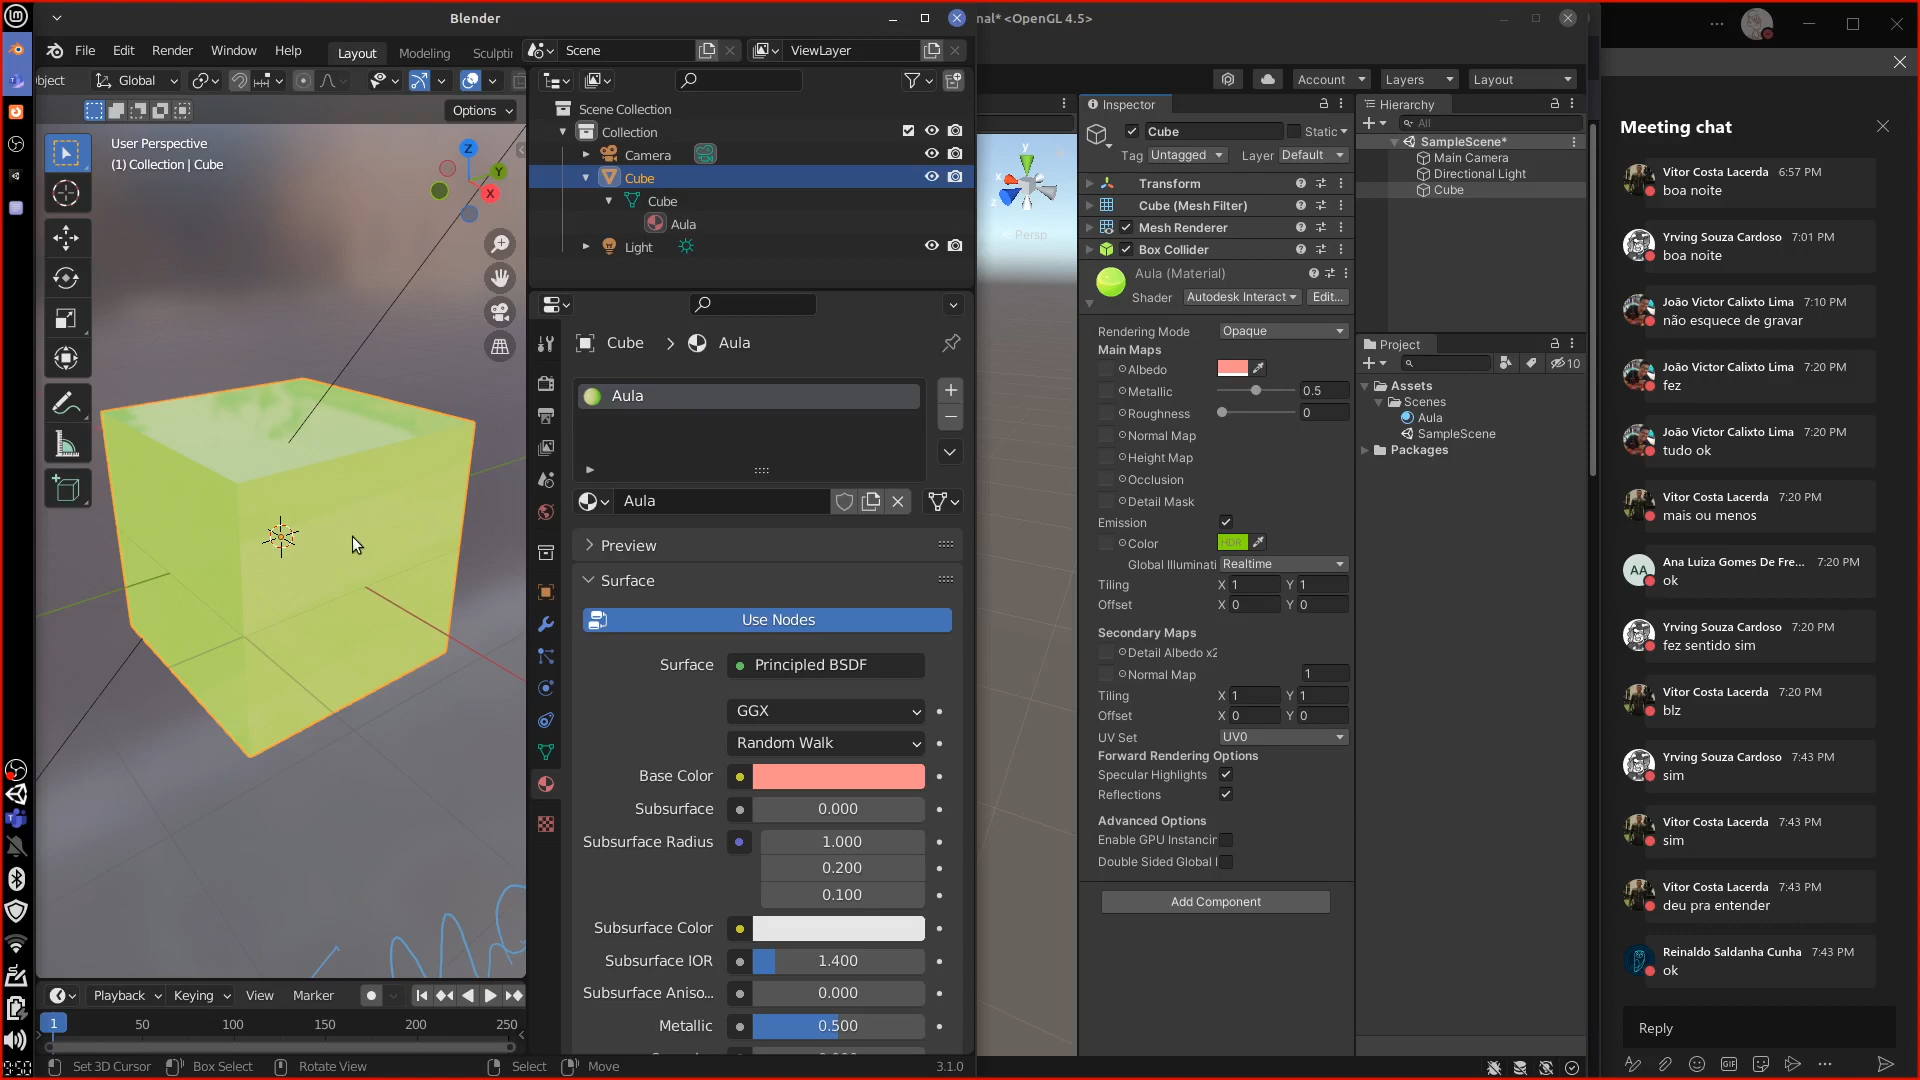 Blender
File
Edit
Render
Window
Help
Layout
Modeling
Sculptin
Scene
ViewLayer
bject
Global
Options
User Perspective
(1) Collection | Cube
Z
Y
X
Scene Collection
Collection
Camera
Cube
Cube
Aula
Light
Cube > Aula
Aula
Aula
Preview
Surface
Use Nodes
Surface
Principled BSDF
GGX
Random Walk
Base Color
Subsurface
0.000
Subsurface Radius
1.000
0.200
0.100
Subsurface Color
Subsurface IOR
1.400
Subsurface Aniso...
0.000
Metallic
0.500
Playback
Keying
View
Marker
1
50
100
150
200
250
Set 3D Cursor
Box Select
Rotate View
Select
Move
3.1.0
nal* <OpenGL 4.5>
Account
Layers
Layout
y
x
z
Persp
Inspector
Cube
Static
Tag
Untagged
Layer
Default
Transform
Cube (Mesh Filter)
Mesh Renderer
Box Collider
Aula (Material)
Shader
Autodesk Interact
Edit...
Rendering Mode
Opaque
Main Maps
Albedo
Metallic
0.5
Roughness
0
Normal Map
Height Map
Occlusion
Detail Mask
Emission
Color
HDR
Global Illuminati
Realtime
Tiling
X 1 Y 1
Offset
X 0 Y 0
Secondary Maps
Detail Albedo x2
Normal Map
1
Tiling
X 1 Y 1
Offset
X 0 Y 0
UV Set
UV0
Forward Rendering Options
Specular Highlights
Reflections
Advanced Options
Enable GPU Instancin
Double Sided Global I
Add Component
Hierarchy
All
SampleScene*
Main Camera
Directional Light
Cube
Project
10
Assets
Scenes
Aula
SampleScene
Packages
Meeting chat
Vitor Costa Lacerda 6:57 PM
boa noite
Yrving Souza Cardoso 7:01 PM
boa noite
João Victor Calixto Lima 7:10 PM
não esquece de gravar
João Victor Calixto Lima 7:20 PM
fez
João Victor Calixto Lima 7:20 PM
tudo ok
Vitor Costa Lacerda 7:20 PM
mais ou menos
AA
Ana Luiza Gomes De Fre... 7:20 PM
ok
Yrving Souza Cardoso 7:20 PM
fez sentido sim
Vitor Costa Lacerda 7:20 PM
blz
Yrving Souza Cardoso 7:43 PM
sim
Vitor Costa Lacerda 7:43 PM
sim
Vitor Costa Lacerda 7:43 PM
deu pra entender
Reinaldo Saldanha Cunha 7:43 PM
ok
Reply
GIF